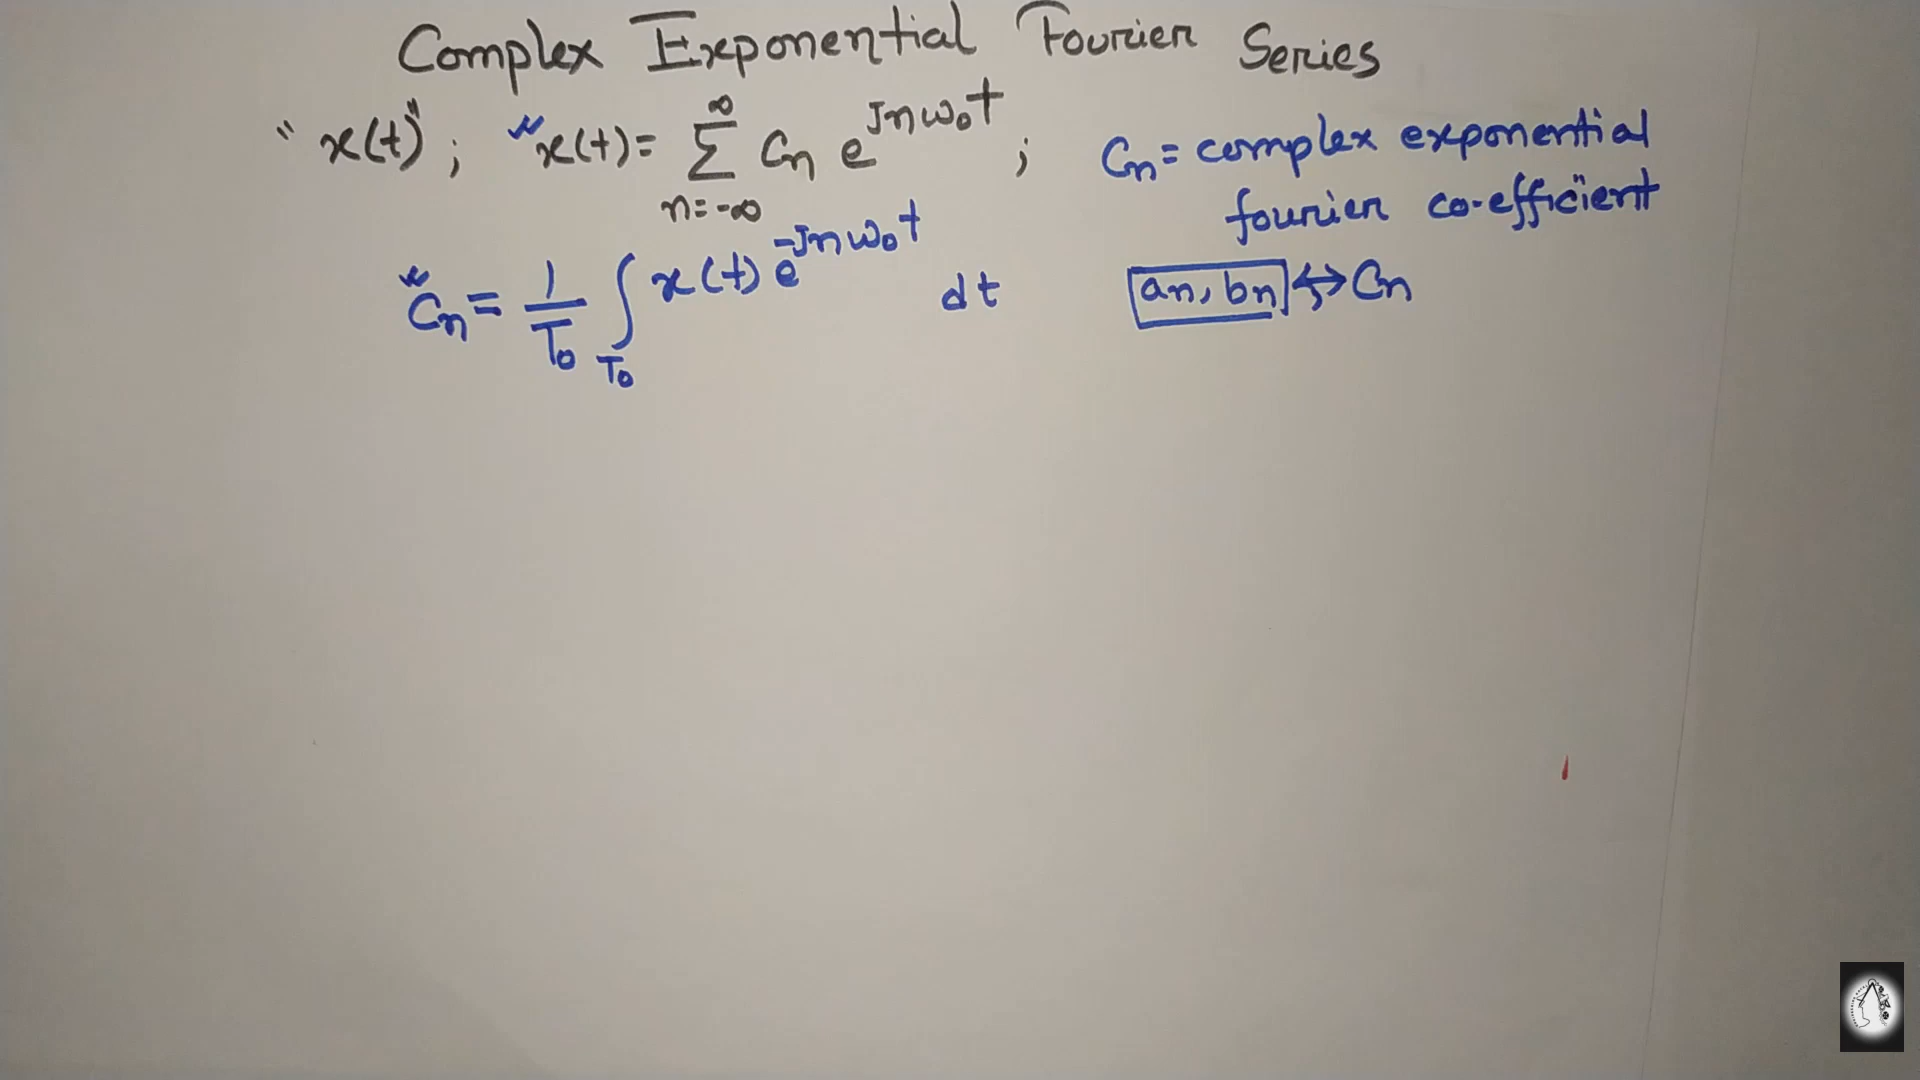 Complex Exponential Fourier Series
"x(t)"; x(t) = ∑ Cn e^Jnω₀t ; Cn = complex exponential
n=-∞ ∞ fourier co-efficient
Cn = 1/T₀ ∫T₀ x(t) e^-Jnω₀t dt [an, bn] ↔ Cn